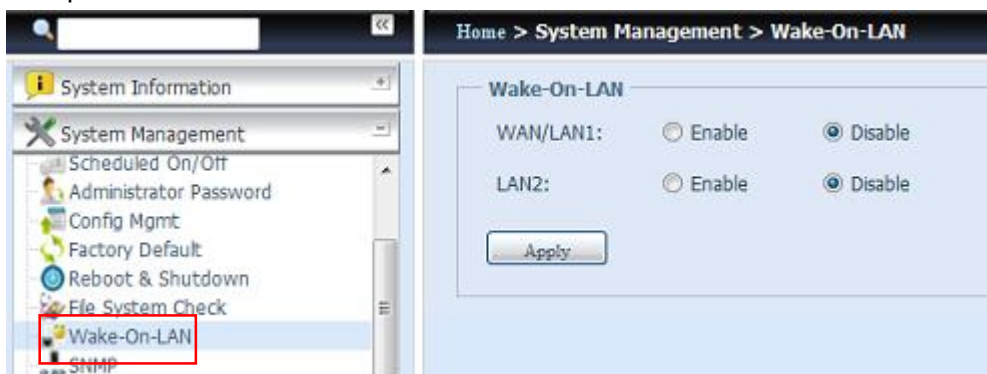 Home > System Management > Wake-On-LAN
System Information
System Management
Scheduled On/Off
Administrator Password
Config Mgmt
Factory Default
Reboot & Shutdown
File System Check
Wake-On-LAN
SNMP
Wake-On-LAN
WAN/LAN1: Enable Disable
LAN2: Enable Disable
Apply